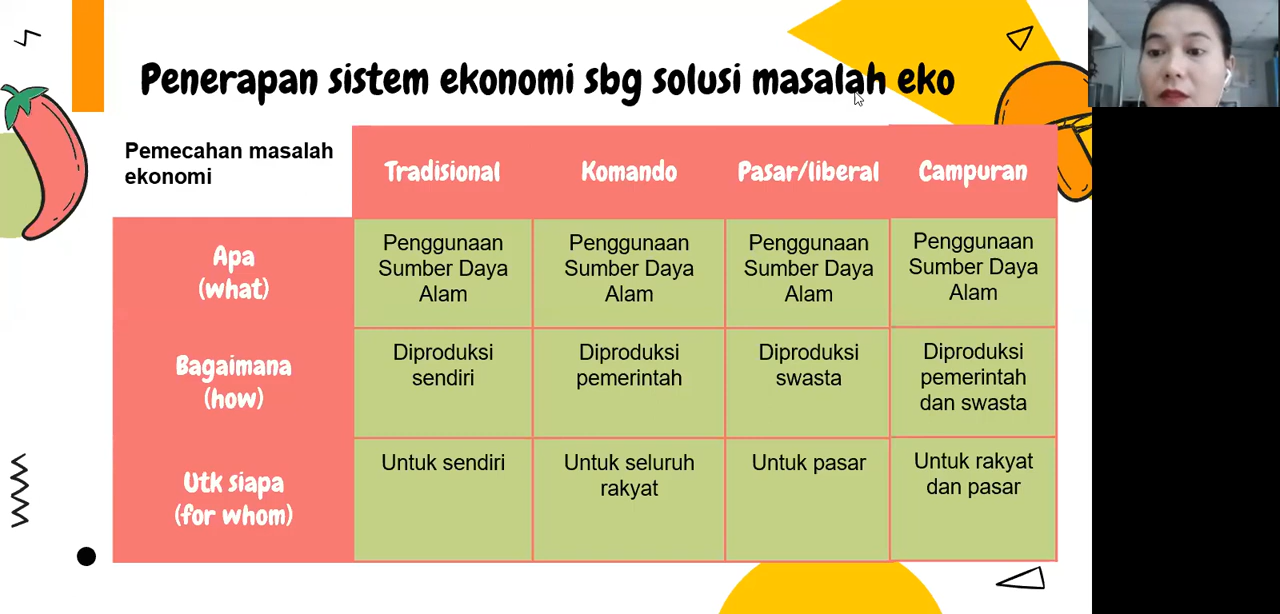 Penerapan sistem ekonomi sbg solusi masalah eko
Pemecahan masalah
ekonomi
Tradisional
Komando
Pasar/liberal
Campuran
Apa
(what)
Penggunaan
Sumber Daya
Alam
Penggunaan
Sumber Daya
Alam
Penggunaan
Sumber Daya
Alam
Penggunaan
Sumber Daya
Alam
Bagaimana
(how)
Diproduksi
sendiri
Diproduksi
pemerintah
Diproduksi
swasta
Diproduksi
pemerintah
dan swasta
Utk siapa
(for whom)
Untuk sendiri
Untuk seluruh
rakyat
Untuk pasar
Untuk rakyat
dan pasar